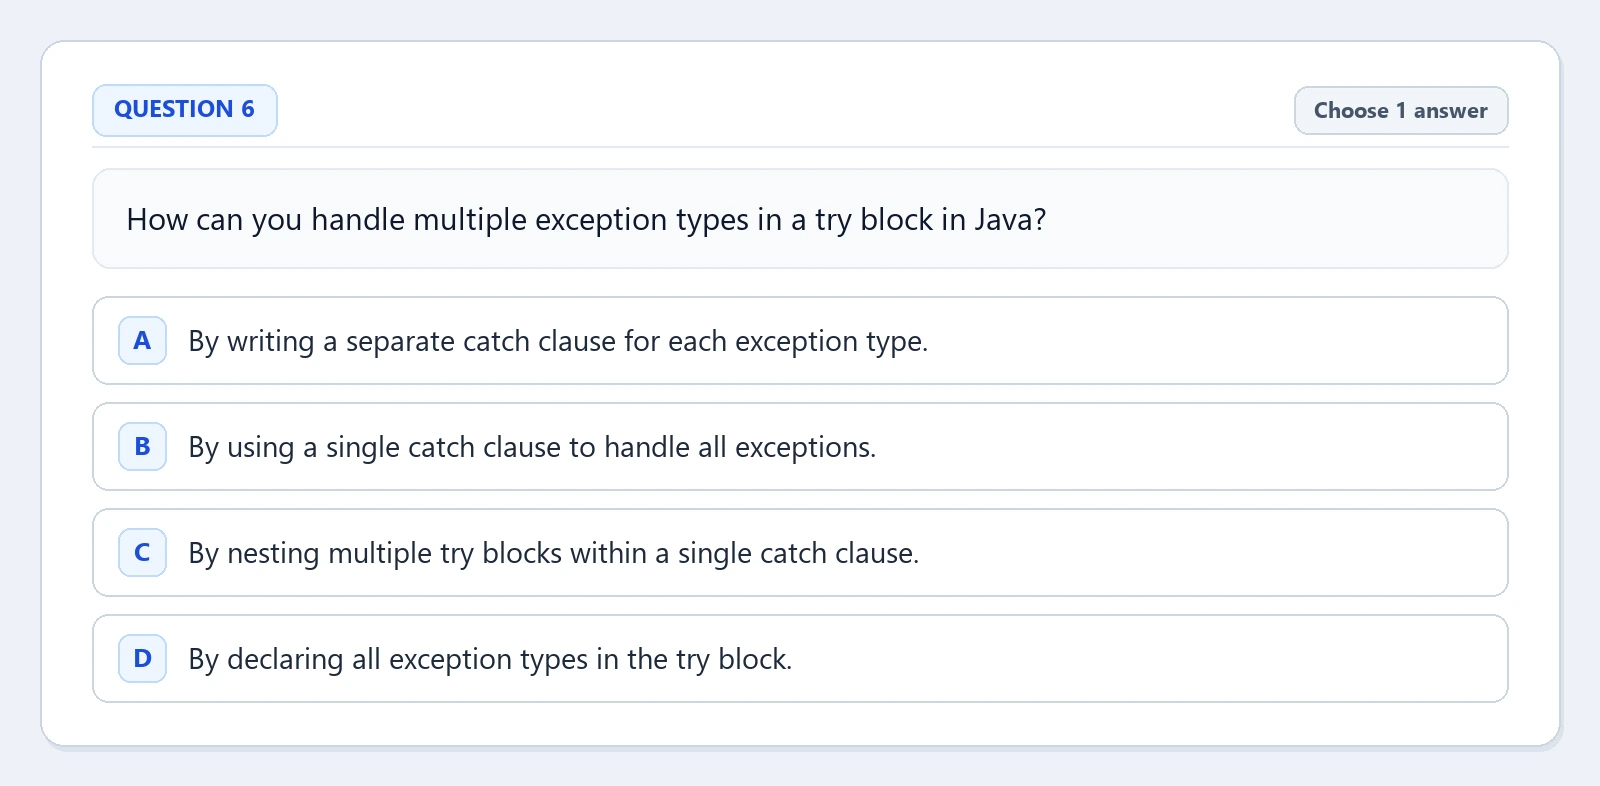 QUESTION 6
Choose 1 answer
How can you handle multiple exception types in a try block in Java?
A By writing a separate catch clause for each exception type.
B By using a single catch clause to handle all exceptions.
C By nesting multiple try blocks within a single catch clause.
D By declaring all exception types in the try block.